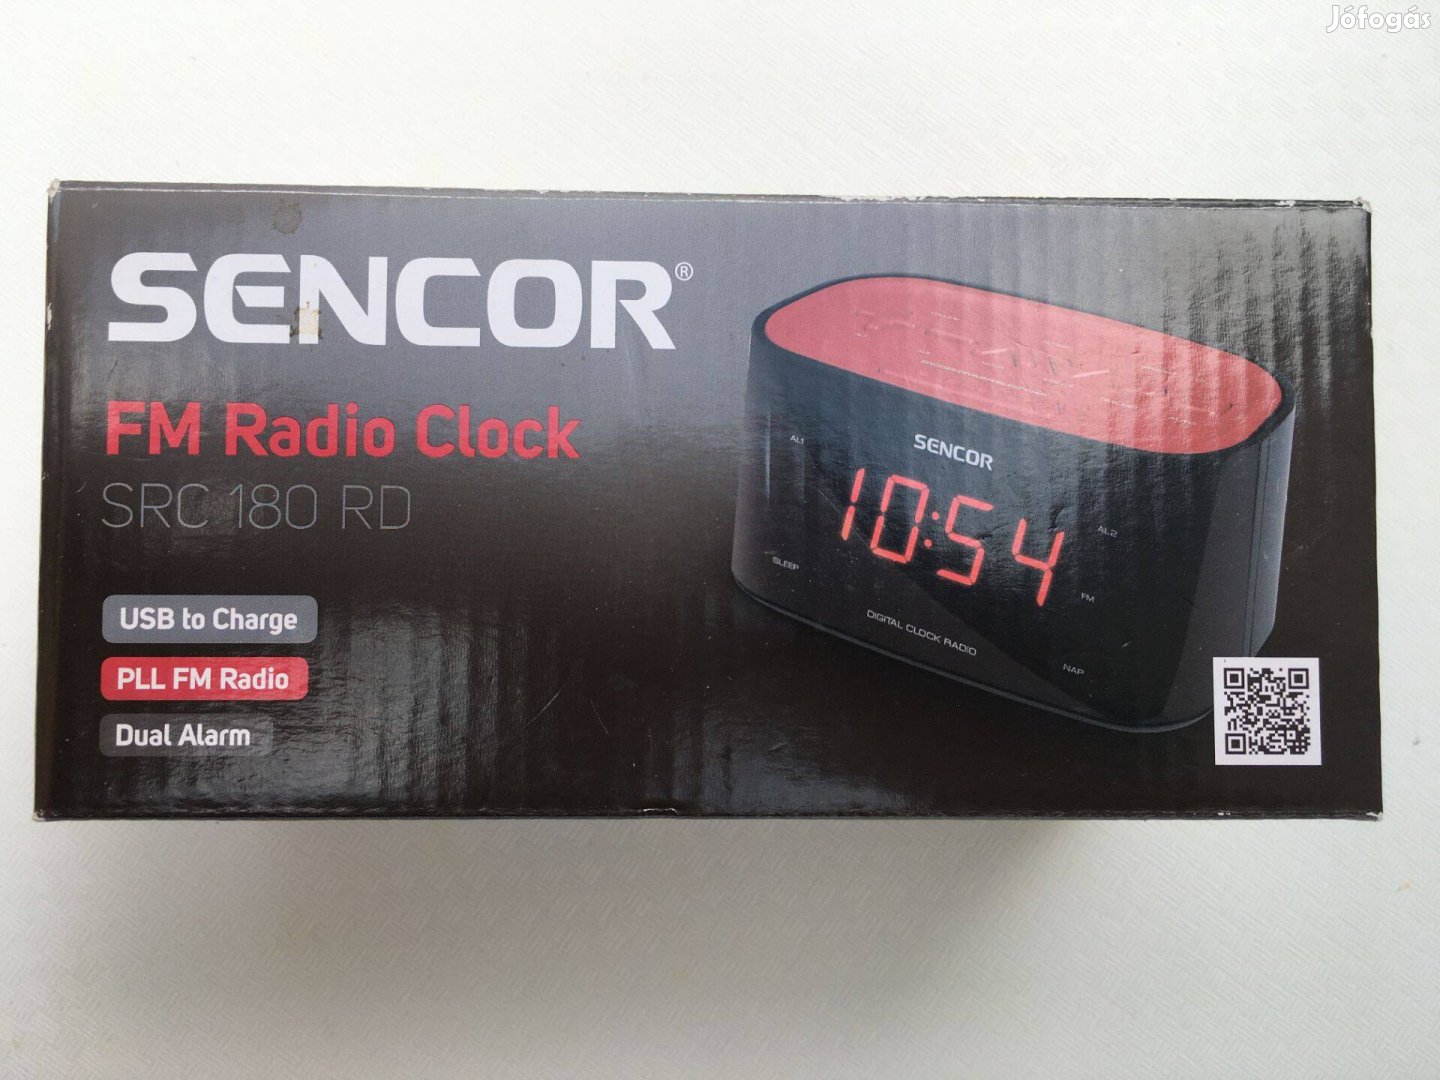 Jófogás
SENCOR®
FM Radio Clock
SRC 180 RD
USB to Charge
PLL FM Radio
Dual Alarm
SENCOR
AL1
10:54
AL2
SLEEP
FM
DIGITAL CLOCK RADIO
NAP